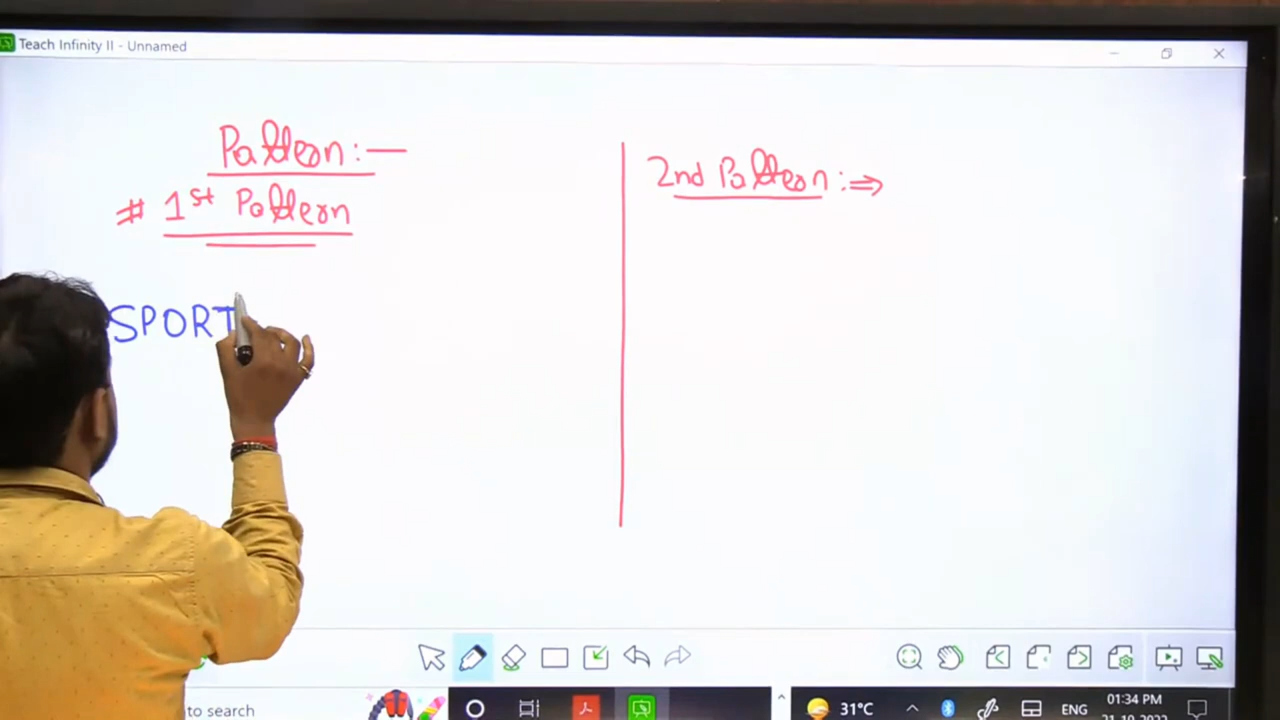 Teach Infinity II - Unnamed
Pattern:—
# 1st Pattern
SPORT
2nd Pattern:⇒
to search
31°C
ENG
01:34 PM